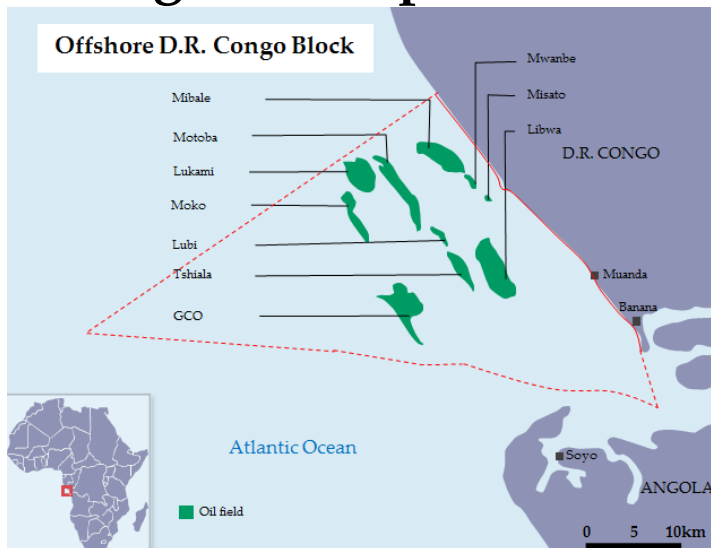 Offshore D.R. Congo Block
Mwanbe
Mibale
Misato
Motoba
Libwa
D.R. CONGO
Lukami
Moko
Lubi
Tshiala
Muanda
Banana
GCO
Atlantic Ocean
Soyo
ANGOLA
Oil field
0 5 10km